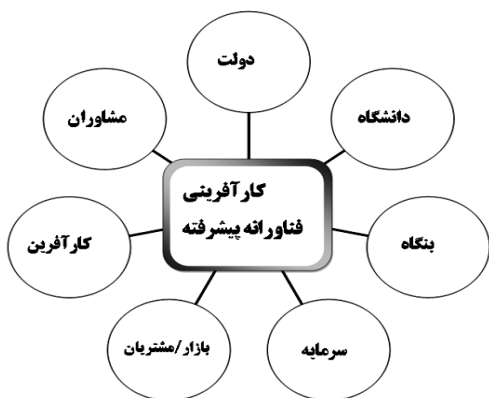 دولت
دانشگاه
مشاوران
کارآفرینی
فناورانه پیشرفته
بنگاه
کارآفرین
سرمایه
بازار/مشتریان